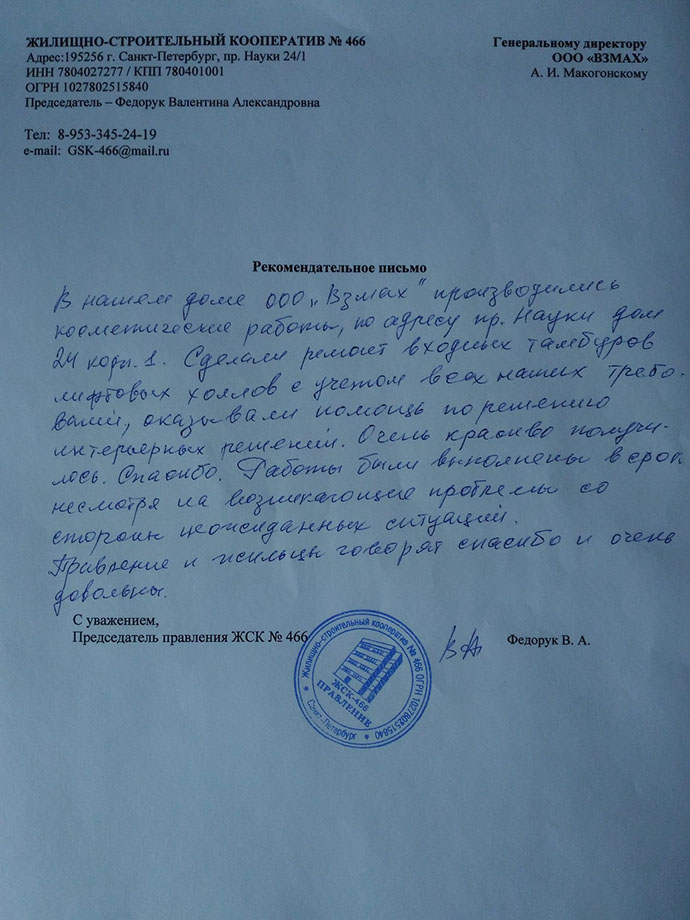 ЖИЛИЩНО-СТРОИТЕЛЬНЫЙ КООПЕРАТИВ № 466
Адрес:195256 г. Санкт-Петербург, пр. Науки 24/1
ИНН 7804027277 / КПП 780401001
ОГРН 1027802515840
Председатель – Федорук Валентина Александровна
Тел: 8-953-345-24-19
e-mail: GSK-466@mail.ru
Генеральному директору
ООО «ВЗМАХ»
А. И. Макогонскому
Рекомендательное письмо
В нашем доме ООО „Взмах" производились
косметические работы, по адресу пр. Науки дом
24 корп. 1. Сделали ремонт входных тамбуров
лифтовых холлов с учетом всех наших требо-
ваний, оказывали помощь по решению
интерьерных решений. Очень красиво получи-
лось. Спасибо. Работы были выполнены в срок
несмотря на возникающие проблемы со
стороны неожиданных ситуаций.
Правление и жильцы говорят спасибо и очень
довольны.
С уважением,
Председатель правления ЖСК № 466
Федорук В. А.
Жилищно-строительный кооператив № 466 ОГРН 1027802515840
Санкт-Петербург
ЖСК-466
ПРАВЛЕНИЕ